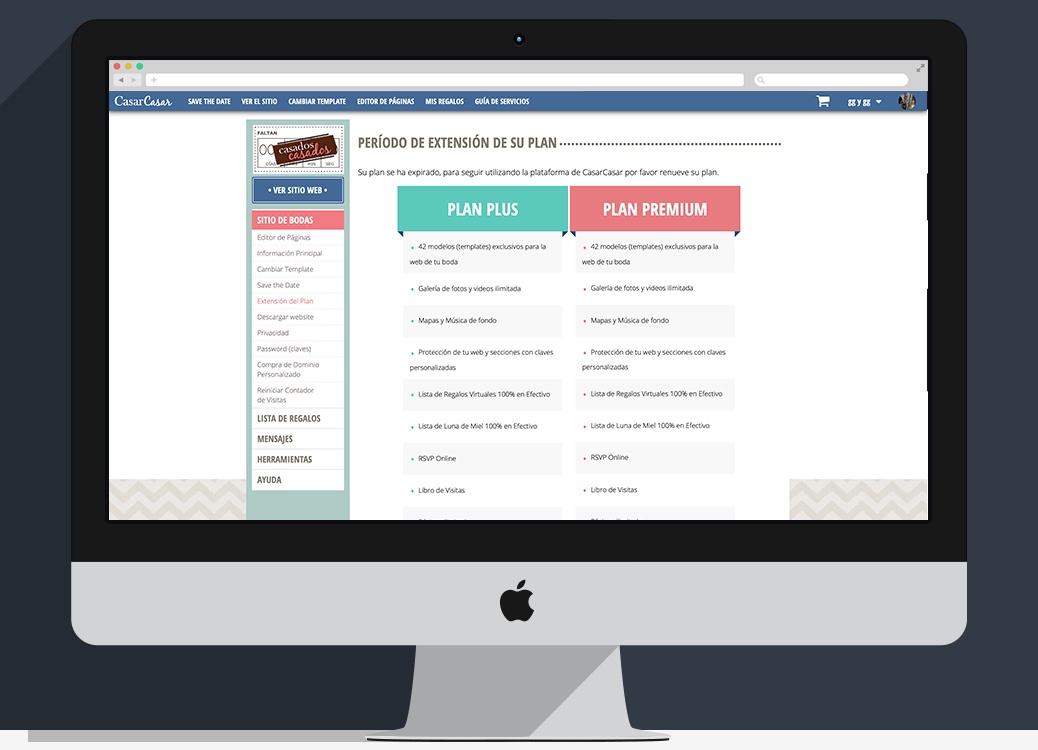 CasarCasar SAVE THE DATE VER EL SITIO CAMBIAR TEMPLATE EDITOR DE PÁGINAS MIS REGALOS GUÍA DE SERVICIOS gg y gg
FALTAN
casados
casados
DÍAS MIN SEG
• VER SITIO WEB •
SITIO DE BODAS
Editor de Páginas
Información Principal
Cambiar Template
Save the Date
Extensión del Plan
Descargar website
Privacidad
Password (claves)
Compra de Dominio
Personalizado
Reiniciar Contador
de Visitas
LISTA DE REGALOS
MENSAJES
HERRAMIENTAS
AYUDA
PERÍODO DE EXTENSIÓN DE SU PLAN
Su plan se ha expirado, para seguir utilizando la plataforma de CasarCasar por favor renueve su plan.
PLAN PLUS
42 modelos (templates) exclusivos para la
web de tu boda
Galería de fotos y videos ilimitada
Mapas y Música de fondo
Protección de tu web y secciones con claves
personalizadas
Lista de Regalos Virtuales 100% en Efectivo
Lista de Luna de Miel 100% en Efectivo
RSVP Online
Libro de Visitas
PLAN PREMIUM
42 modelos (templates) exclusivos para la
web de tu boda
Galería de fotos y videos ilimitada
Mapas y Música de fondo
Protección de tu web y secciones con claves
personalizadas
Lista de Regalos Virtuales 100% en Efectivo
Lista de Luna de Miel 100% en Efectivo
RSVP Online
Libro de Visitas